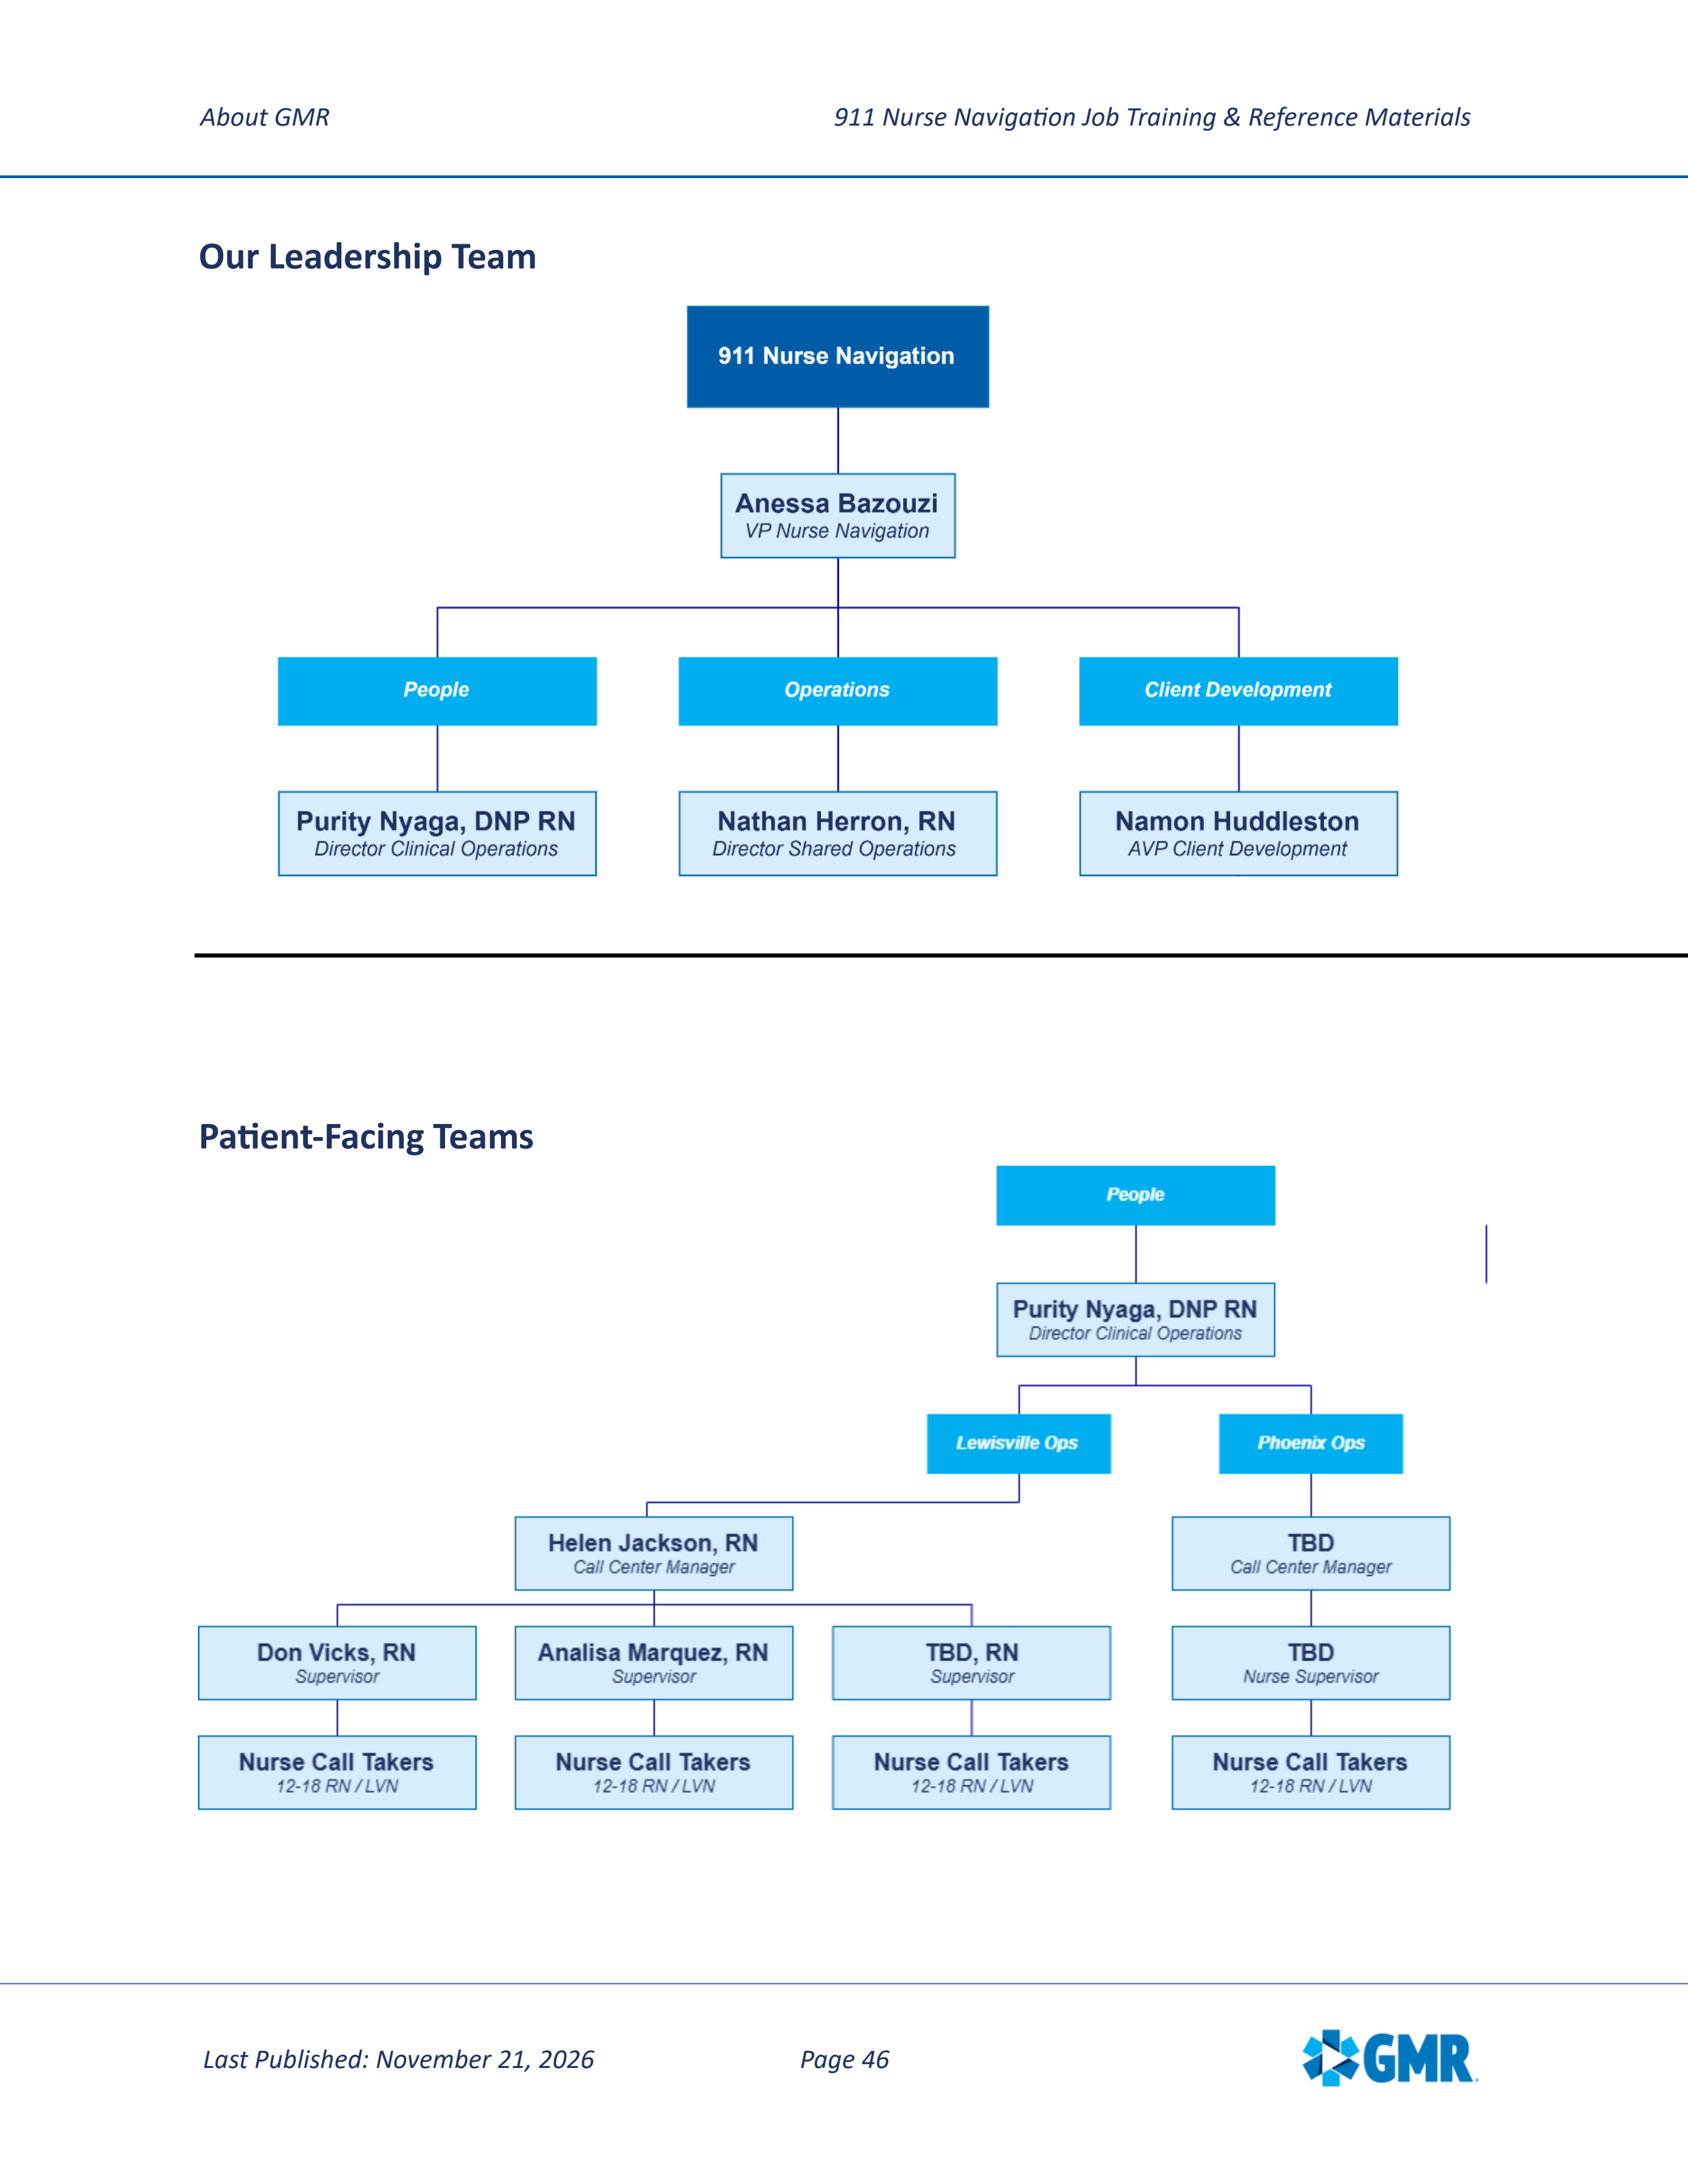 About GMR
911 Nurse Navigation Job Training & Reference Materials
Our Leadership Team
911 Nurse Navigation
Anessa Bazouzi
VP Nurse Navigation
People
Operations
Client Development
Purity Nyaga, DNP RN
Director Clinical Operations
Nathan Herron, RN
Director Shared Operations
Namon Huddleston
AVP Client Development
Patient-Facing Teams
People
Purity Nyaga, DNP RN
Director Clinical Operations
Lewisville Ops
Phoenix Ops
Helen Jackson, RN
Call Center Manager
TBD
Call Center Manager
Don Vicks, RN
Supervisor
Analisa Marquez, RN
Supervisor
TBD, RN
Supervisor
TBD
Nurse Supervisor
Nurse Call Takers
12-18 RN / LVN
Nurse Call Takers
12-18 RN / LVN
Nurse Call Takers
12-18 RN / LVN
Nurse Call Takers
12-18 RN / LVN
Last Published: November 21, 2026
Page 46
GMR